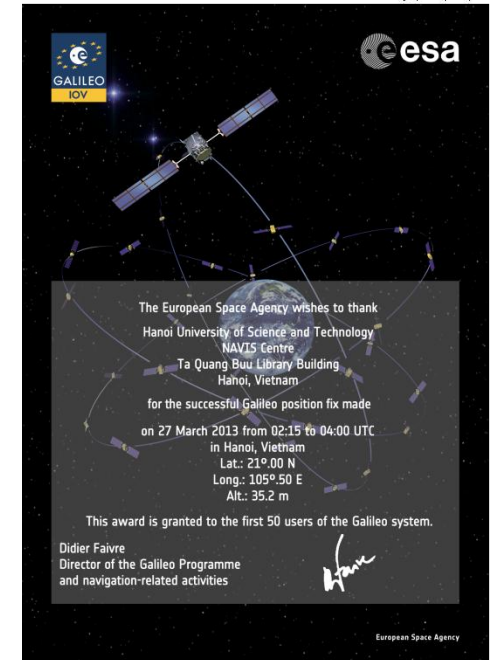 GALILEO
IOV
esa
The European Space Agency wishes to thank
Hanoi University of Science and Technology
NAVIS Centre
Ta Quang Buu Library Building
Hanoi, Vietnam
for the successful Galileo position fix made
on 27 March 2013 from 02:15 to 04:00 UTC
in Hanoi, Vietnam
Lat.: 21º.00 N
Long.: 105º.50 E
Alt.: 35.2 m
This award is granted to the first 50 users of the Galileo system.
Didier Faivre
Director of the Galileo Programme
and navigation-related activities
European Space Agency